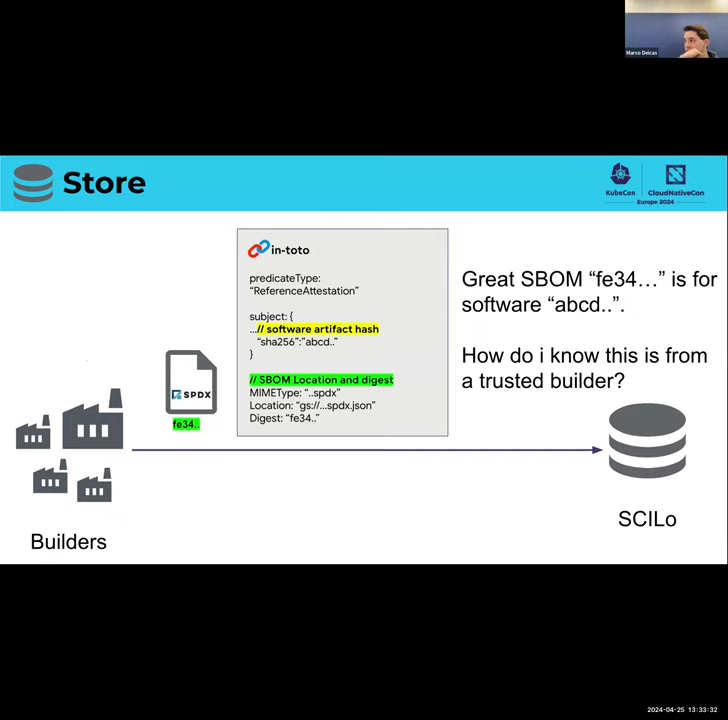 Marco Deicas
Store
KubeCon
CloudNativeCon
Europe 2024
in-toto
predicateType:
“ReferenceAttestation”
subject: {
...// software artifact hash
“sha256”:”abcd..”
}
// SBOM Location and digest
MIMEType: “..spdx”
Location: “gs://...spdx.json”
Digest: “fe34..”
SPDX
fe34..
Great SBOM “fe34...” is for
software “abcd..”.
How do i know this is from
a trusted builder?
Builders
SCILo
2024-04-25 13:33:32